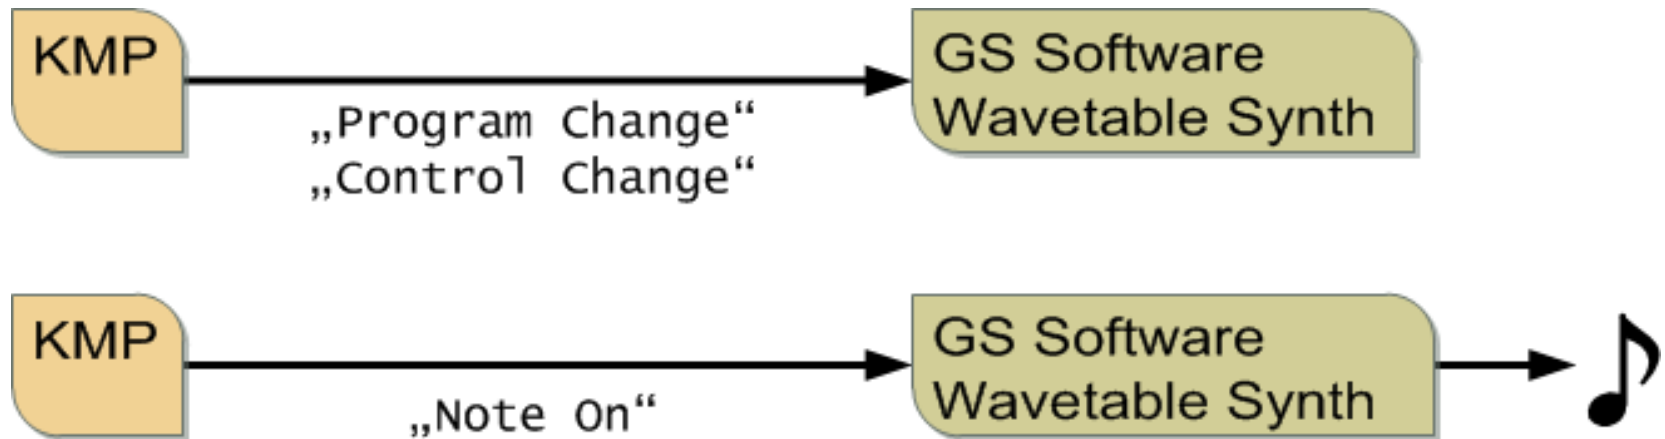 KMP
GS Software
Wavetable Synth
„Program Change“
„Control Change“
KMP
GS Software
Wavetable Synth
„Note On“